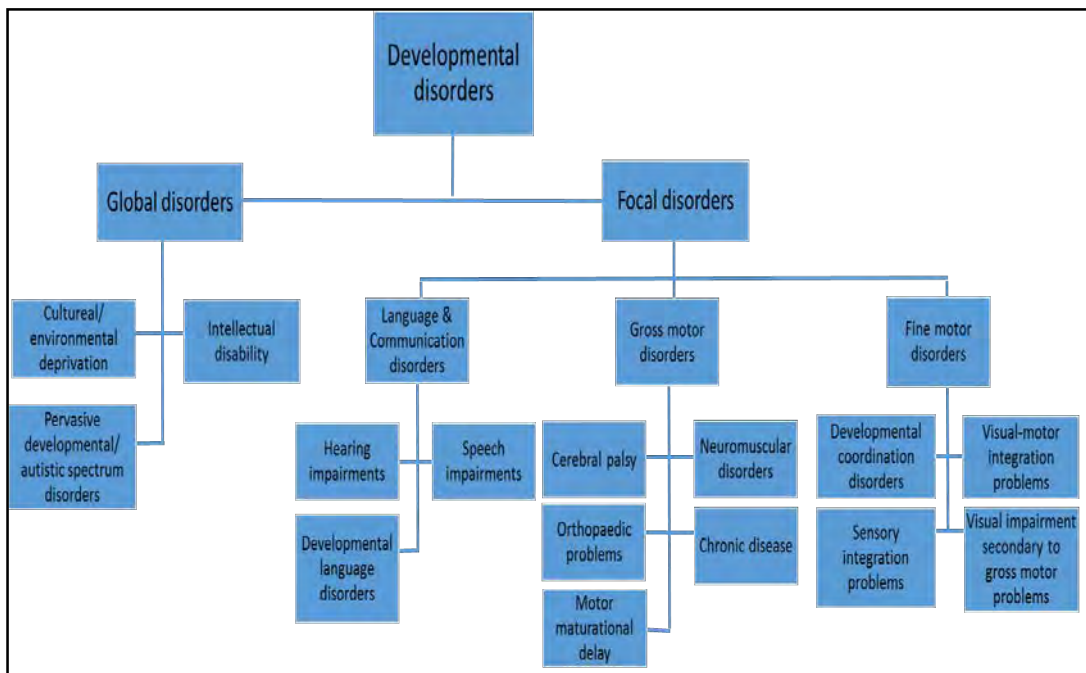 Developmental
disorders
Global disorders
Focal disorders
Cultureal/
environmental
deprivation
Intellectual
disability
Pervasive
developmental/
autistic spectrum
disorders
Language &
Communication
disorders
Hearing
impairments
Speech
impairments
Developmental
language
disorders
Gross motor
disorders
Cerebral palsy
Neuromuscular
disorders
Orthopaedic
problems
Chronic disease
Motor
maturational
delay
Fine motor
disorders
Developmental
coordination
disorders
Visual-motor
integration
problems
Sensory
integration
problems
Visual impairment
secondary to
gross motor
problems